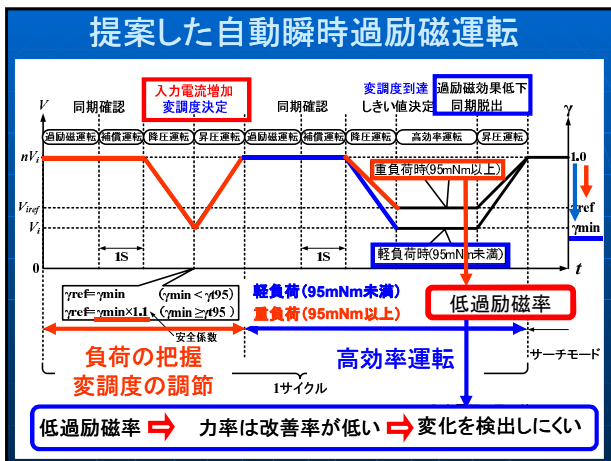 提案した自動瞬時過励磁運転
入力電流増加
変調度決定
変調度到達
しきい値決定
過励磁効果低下
同期脱出
V
同期確認
同期確認
γ
過励磁運転
補償運転
降圧運転
昇圧運転
過励磁運転
補償運転
降圧運転
高効率運転
昇圧運転
nVi
1.0
重負荷時(95mNm以上)
Viref
γref
Vi
γmin
1S
1S
軽負荷時(95mNm未満)
0
t
γref=γmin (γmin<γt95)
γref=γmin×1.1 (γmin≥γt95)
安全係数
軽負荷(95mNm未満)
重負荷(95mNm以上)
低過励磁率
負荷の把握
変調度の調節
高効率運転
サーチモード
1サイクル
低過励磁率 ⇒ 力率は改善率が低い ⇒ 変化を検出しにくい